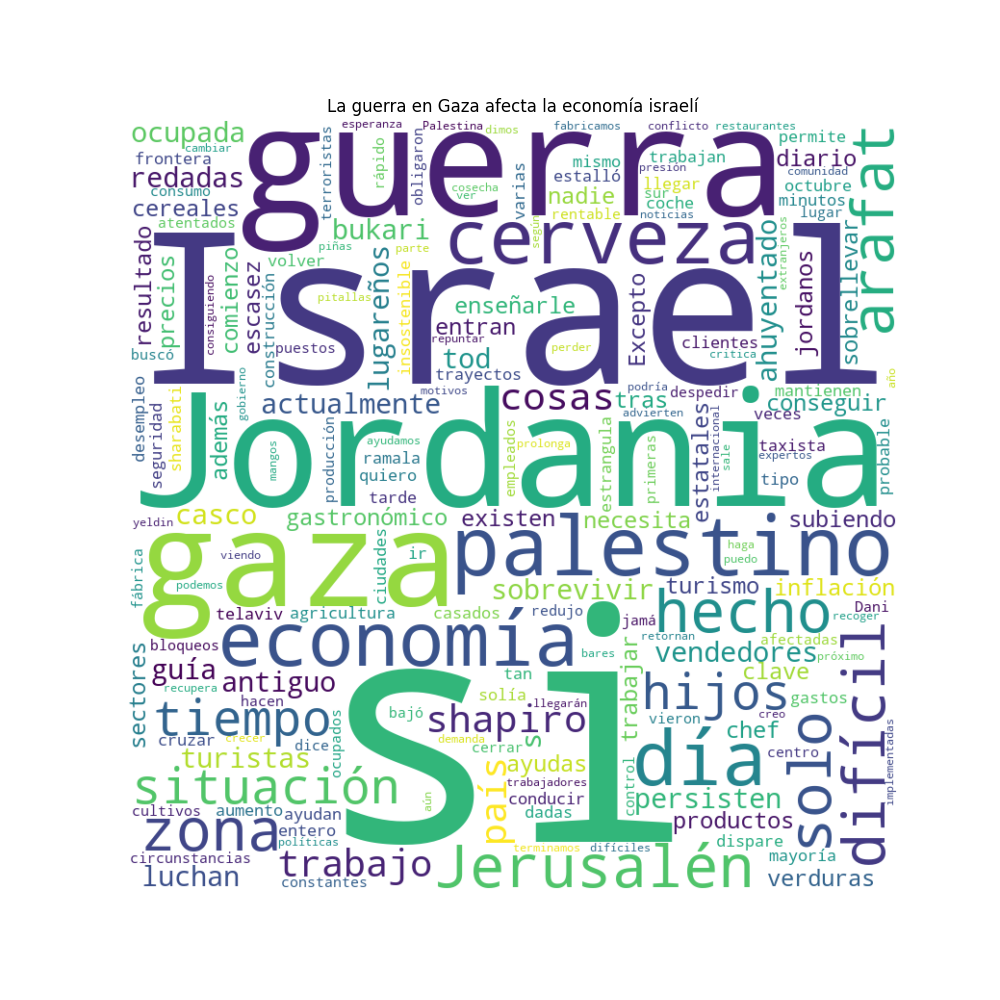 La guerra en Gaza afecta la economía israelí
ocupada
cambiar
frontera
redadas
consumo
cereales
atentados
guerra
esperanza
Palestina
dimos
fabricamos
conflicto
restaurantes
terroristas
rápido
obligaron
cosecha
ver
varias
mismo
estalló
nadie
rentable
según
sur
trabajan
llegar
coche
presión
noticias
permite
diario
comunidad
octubre
minutos
lugar
arafat
bukari
piñas
parte
volver
pitallas
cerveza
resultado
precios
consiguiendo
comienzo
escasez
construcción
lugareños
insostenible
enseñarle
entran
repuntar
Israel
Excepto
perder
clientes
critica
ahuyentado
extranjeros
jordanos
sobrellevar
buscó
puestos
tod
trayectos
motivos
cosas
tras
podría
advierten
despedir
mantienen
conseguir
año
desempleo
seguridad
sharabati
además
gobierno
actualmente
Jordania
mangos
producción
ayudamos
ramala
quiero
tarde
empleados
prolonga
estrangula
primeras
estatales
internacional
sale
veces
taxista
expertos
tipo
probable
yeldin
casco
gastronómico
existen
necesita
subiendo
gaza
viendo
ciudades
ir
palestino
haga
puedo
fábrica
podemos
telaviv
agricultura
casados
sobrevivir
redujo
turismo
inflación
Dani
recoger
bloqueos
economía
bares
jamá
retornan
hecho
vendedores
afectadas
próximo
difícil
sectores
guía
recupera
antiguo
hacen
tan
solía
llegarán
trabajar
hijos
vieron
clave
gastos
chef
creo
tiempo
cruzar
crecer
dice
ocupados
bajó
shapiro
demanda
cerrar
s
Si
día
centro
solo
implementadas
turistas
situación
aún
país
ayudas
trabajadores
conducir
dadas
control
persisten
productos
cultivos
aumento
ayudan
zona
entero
políticas
terminamos
difíciles
dispare
mayoría
circunstancias
luchan
trabajo
constantes
Jerusalén
verduras